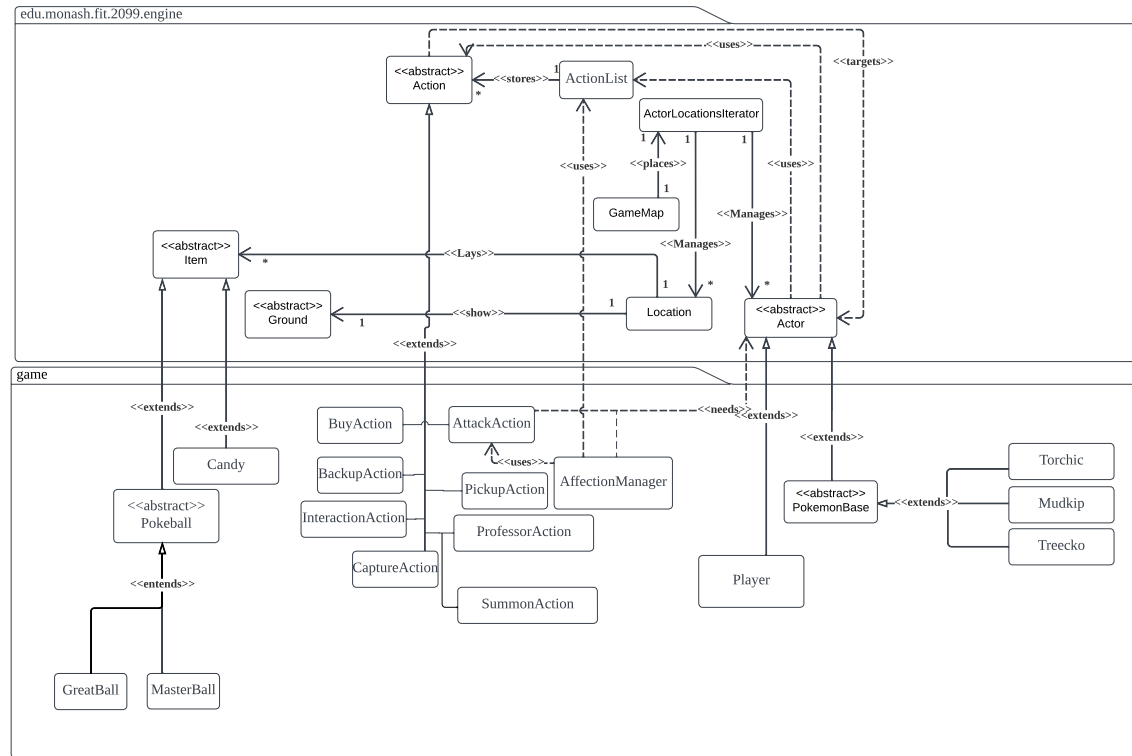 edu.monash.fit.2099.engine
<<uses>>
<<targets>>
<<abstract>>
Action
<<stores>>
1
*
ActionList
ActorLocationsIterator
1
1
1
<<uses>>
<<places>>
<<uses>>
1
GameMap
<<Manages>>
<<Manages>>
<<abstract>>
Item
*
<<Lays>>
1
*
*
<<abstract>>
Ground
1
<<show>>
1
Location
<<abstract>>
Actor
<<extends>>
game
<<extends>>
<<extends>>
<<needs>>
<<extends>>
<<extends>>
BuyAction
AttackAction
Candy
BackupAction
<<uses>>
PickupAction
AffectionManager
Torchic
<<abstract>>
Pokeball
<<abstract>>
PokemonBase
<<extends>>
Mudkip
InteractionAction
ProfessorAction
Treecko
CaptureAction
<<entends>>
Player
SummonAction
GreatBall
MasterBall